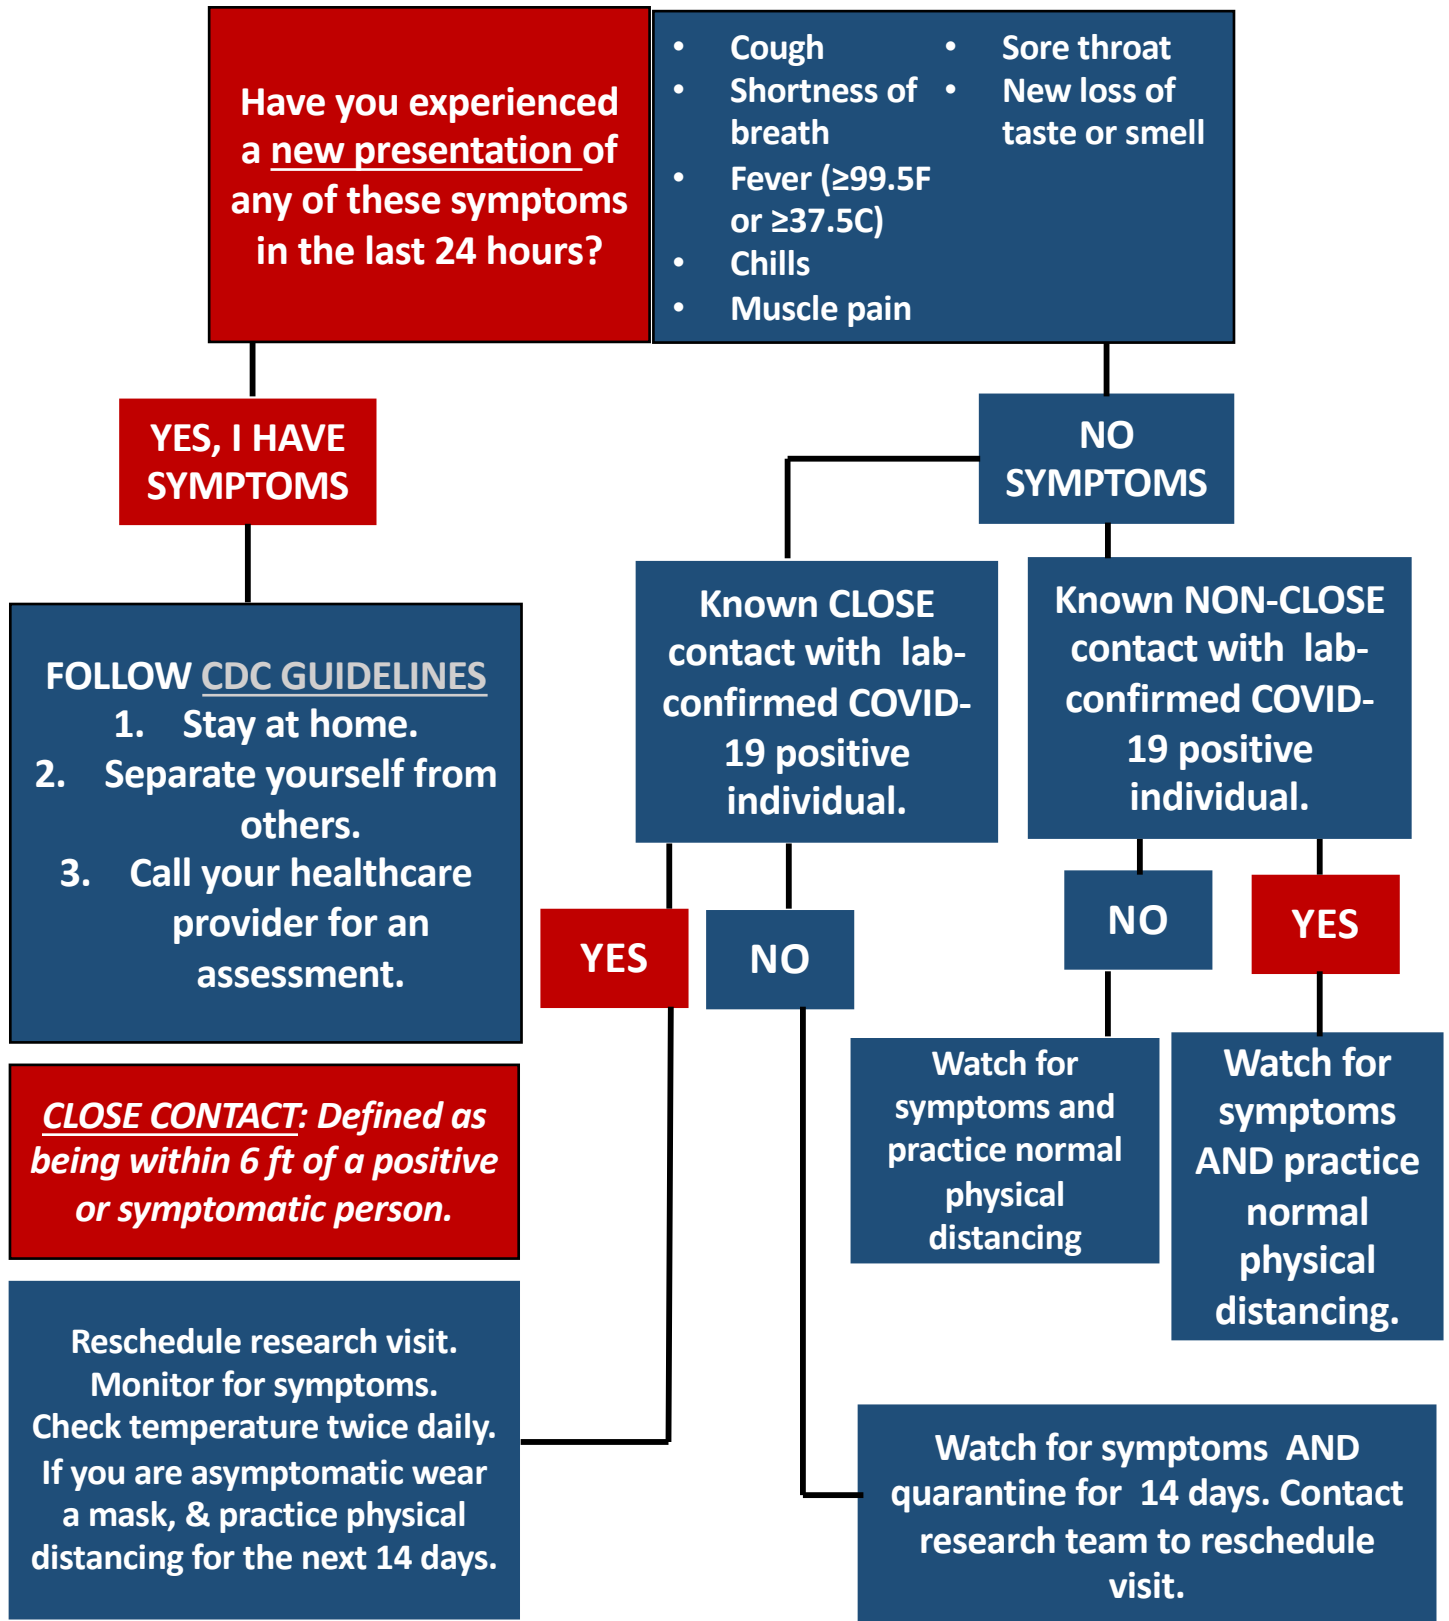 Have you experienced
a new presentation of
any of these symptoms
in the last 24 hours?
• Cough
• Shortness of
breath
• Fever (≥99.5F
or ≥37.5C)
• Chills
• Muscle pain
• Sore throat
• New loss of
taste or smell
YES, I HAVE
SYMPTOMS
NO
SYMPTOMS
FOLLOW CDC GUIDELINES
1. Stay at home.
2. Separate yourself from
others.
3. Call your healthcare
provider for an
assessment.
Known CLOSE
contact with lab-
confirmed COVID-
19 positive
individual.
Known NON-CLOSE
contact with lab-
confirmed COVID-
19 positive
individual.
YES
NO
NO
YES
CLOSE CONTACT: Defined as
being within 6 ft of a positive
or symptomatic person.
Watch for
symptoms and
practice normal
physical
distancing
Watch for
symptoms
AND practice
normal
physical
distancing.
Reschedule research visit.
Monitor for symptoms.
Check temperature twice daily.
If you are asymptomatic wear
a mask, & practice physical
distancing for the next 14 days.
Watch for symptoms AND
quarantine for 14 days. Contact
research team to reschedule
visit.